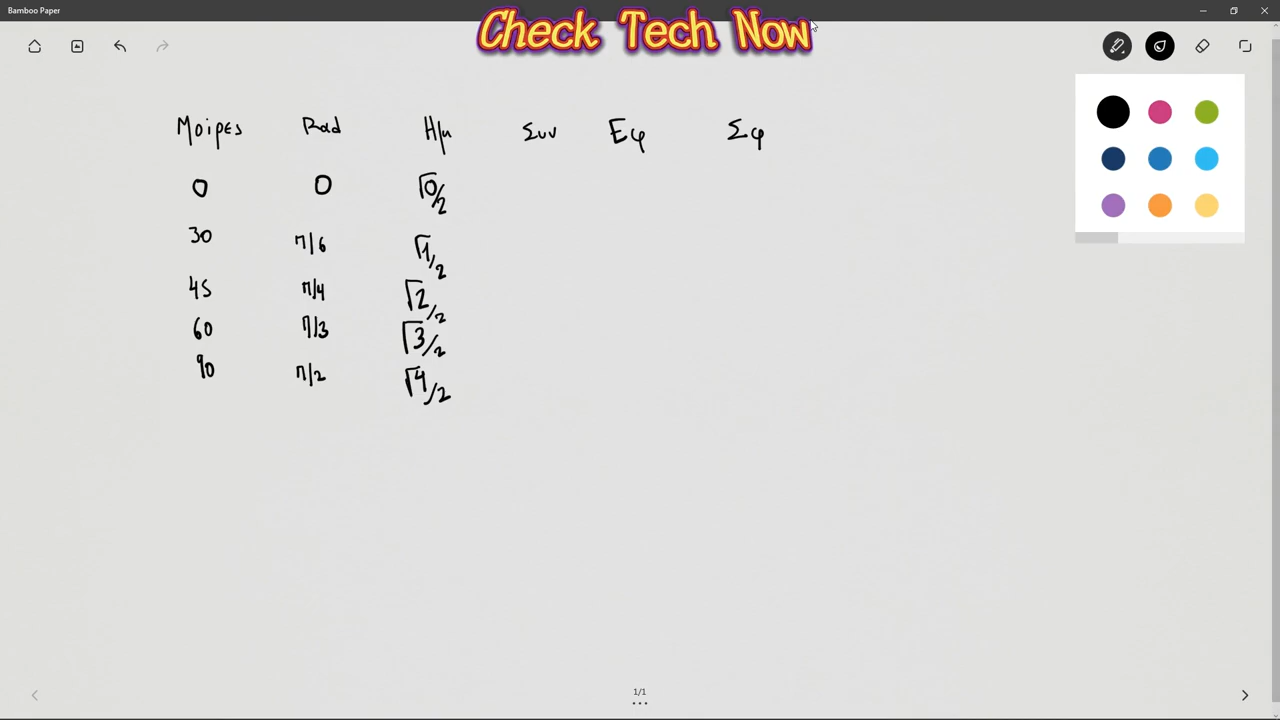 Bamboo Paper
Check Tech Now
Μοίρες Rad Ημ Συν Εφ Σφ
0 0 √0/2
30 π/6 √1/2
45 π/4 √2/2
60 π/3 √3/2
90 π/2 √4/2
1/1